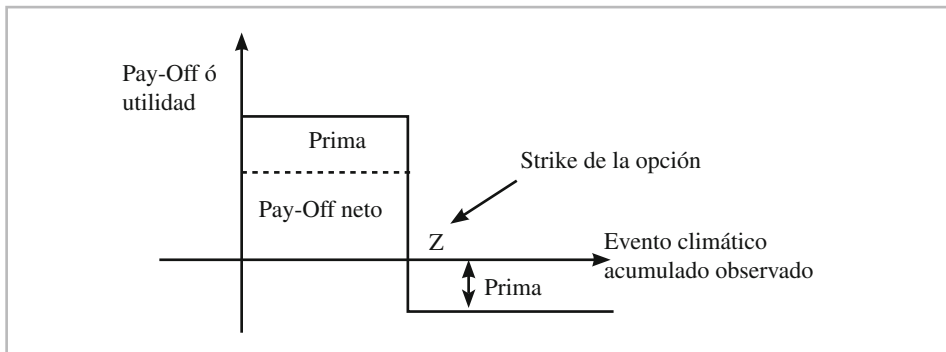 Pay-Off ó
utilidad
Prima
Strike de la opción
Pay-Off neto
Z
Evento climático
acumulado observado
Prima